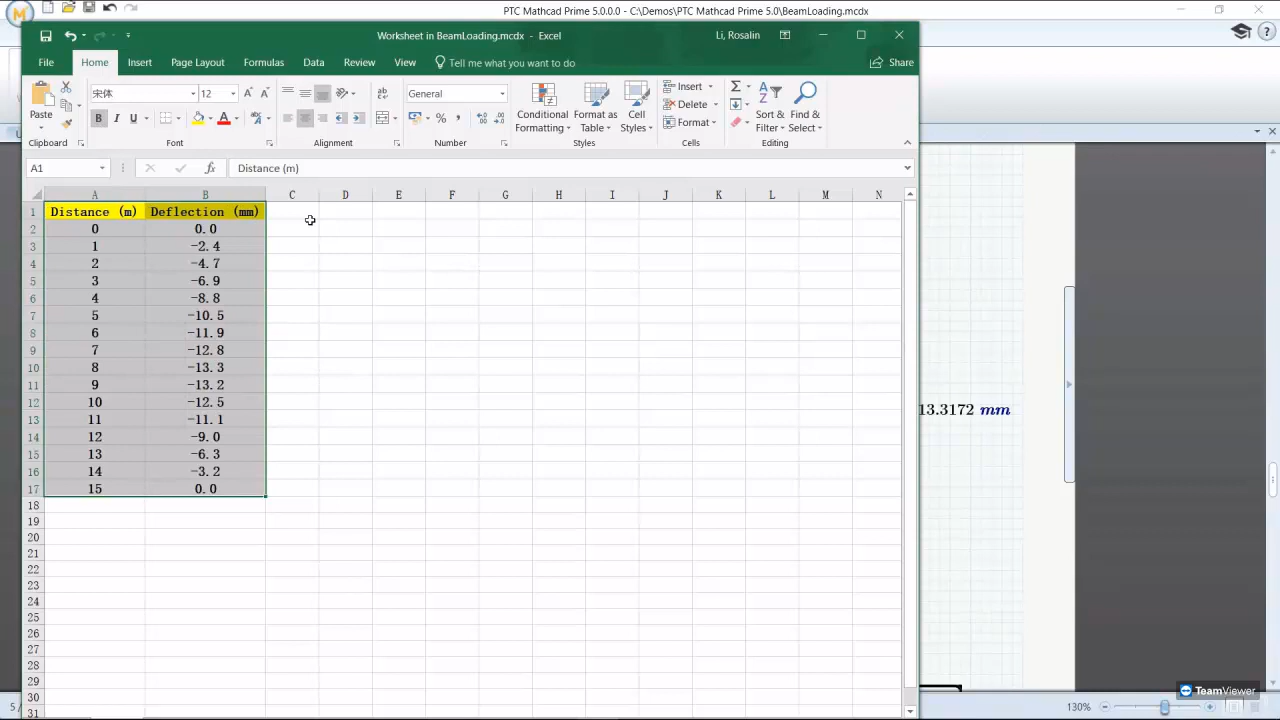 PTC Mathcad Prime 5.0.0.0 - C:\Demos\PTC Mathcad Prime 5.0\BeamLoading.mcdx
Worksheet in BeamLoading.mcdx - Excel
Li, Rosalin
File Home Insert Page Layout Formulas Data Review View Tell me what you want to do Share
Paste
宋体 12
B I U A
General
% ,
Conditional Formatting
Format as Table
Cell Styles
Insert
Delete
Format
Sort & Filter
Find & Select
Clipboard Font Alignment Number Styles Cells Editing
A1 fx Distance (m)
A B C D E F G H I J K L M N
1 Distance (m) Deflection (mm)
2 0 0.0
3 1 -2.4
4 2 -4.7
5 3 -6.9
6 4 -8.8
7 5 -10.5
8 6 -11.9
9 7 -12.8
10 8 -13.3
11 9 -13.2
12 10 -12.5
13 11 -11.1
14 12 -9.0
15 13 -6.3
16 14 -3.2
17 15 0.0
18
19
20
21
22
23
24
25
26
27
28
29
30
31
13.3172 mm
TeamViewer
5 /
130%